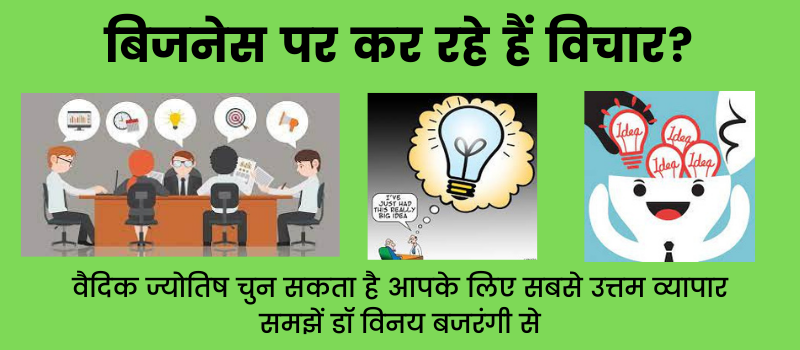 बिजनेस पर कर रहे हैं विचार?
I'VE
JUST HAD
THIS REALLY
BIG IDEA
Idea
Idea
Idea
Idea
वैदिक ज्योतिष चुन सकता है आपके लिए सबसे उत्तम व्यापार
समझें डॉ विनय बजरंगी से